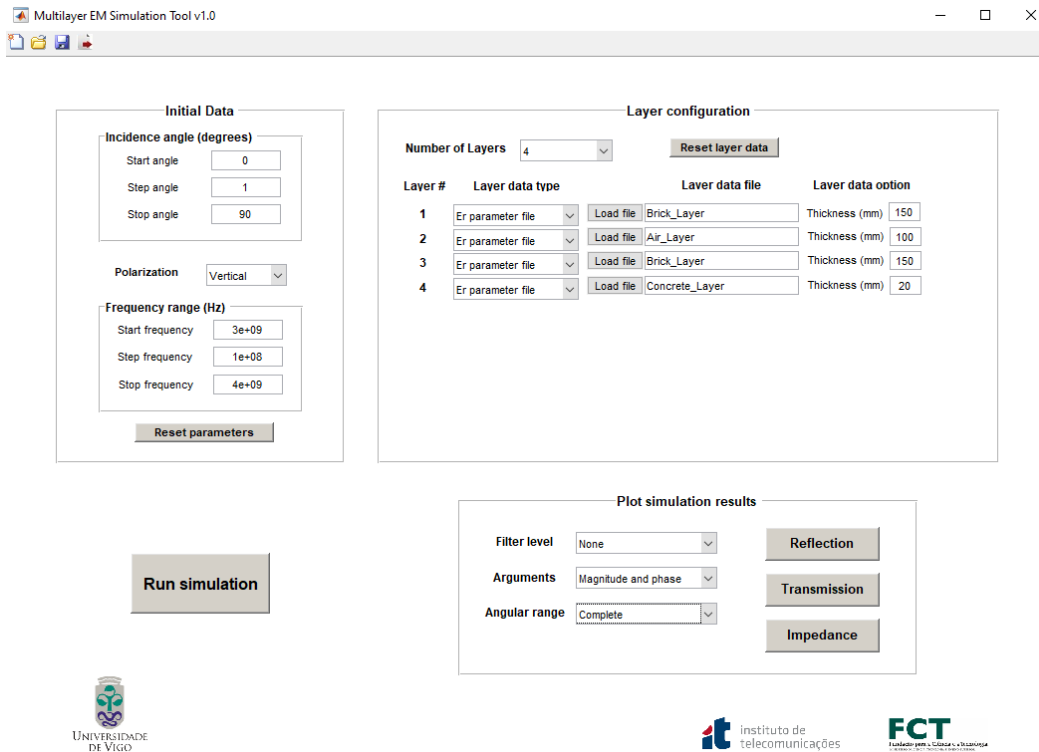 Multilayer EM Simulation Tool v1.0
Initial Data
Incidence angle (degrees)
Start angle 0
Step angle 1
Stop angle 90
Polarization Vertical
Frequency range (Hz)
Start frequency 3e+09
Step frequency 1e+08
Stop frequency 4e+09
Reset parameters
Layer configuration
Number of Layers 4 Reset layer data
Layer # Layer data type Layer data file Layer data option
1 Er parameter file Load file Brick_Layer Thickness (mm) 150
2 Er parameter file Load file Air_Layer Thickness (mm) 100
3 Er parameter file Load file Brick_Layer Thickness (mm) 150
4 Er parameter file Load file Concrete_Layer Thickness (mm) 20
Run simulation
Plot simulation results
Filter level None Reflection
Arguments Magnitude and phase Transmission
Angular range Complete Impedance
UNIVERSIDADE
DE VIGO
it instituto de
telecomunicações
FCT
Fundação para a Ciência e a Tecnologia